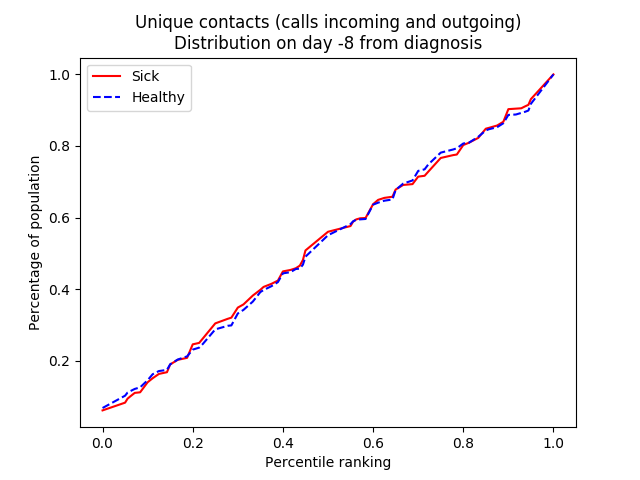 Unique contacts (calls incoming and outgoing)
Distribution on day -8 from diagnosis
Sick
Healthy
1.0
0.8
0.6
0.4
0.2
Percentage of population
0.0 0.2 0.4 0.6 0.8 1.0
Percentile ranking